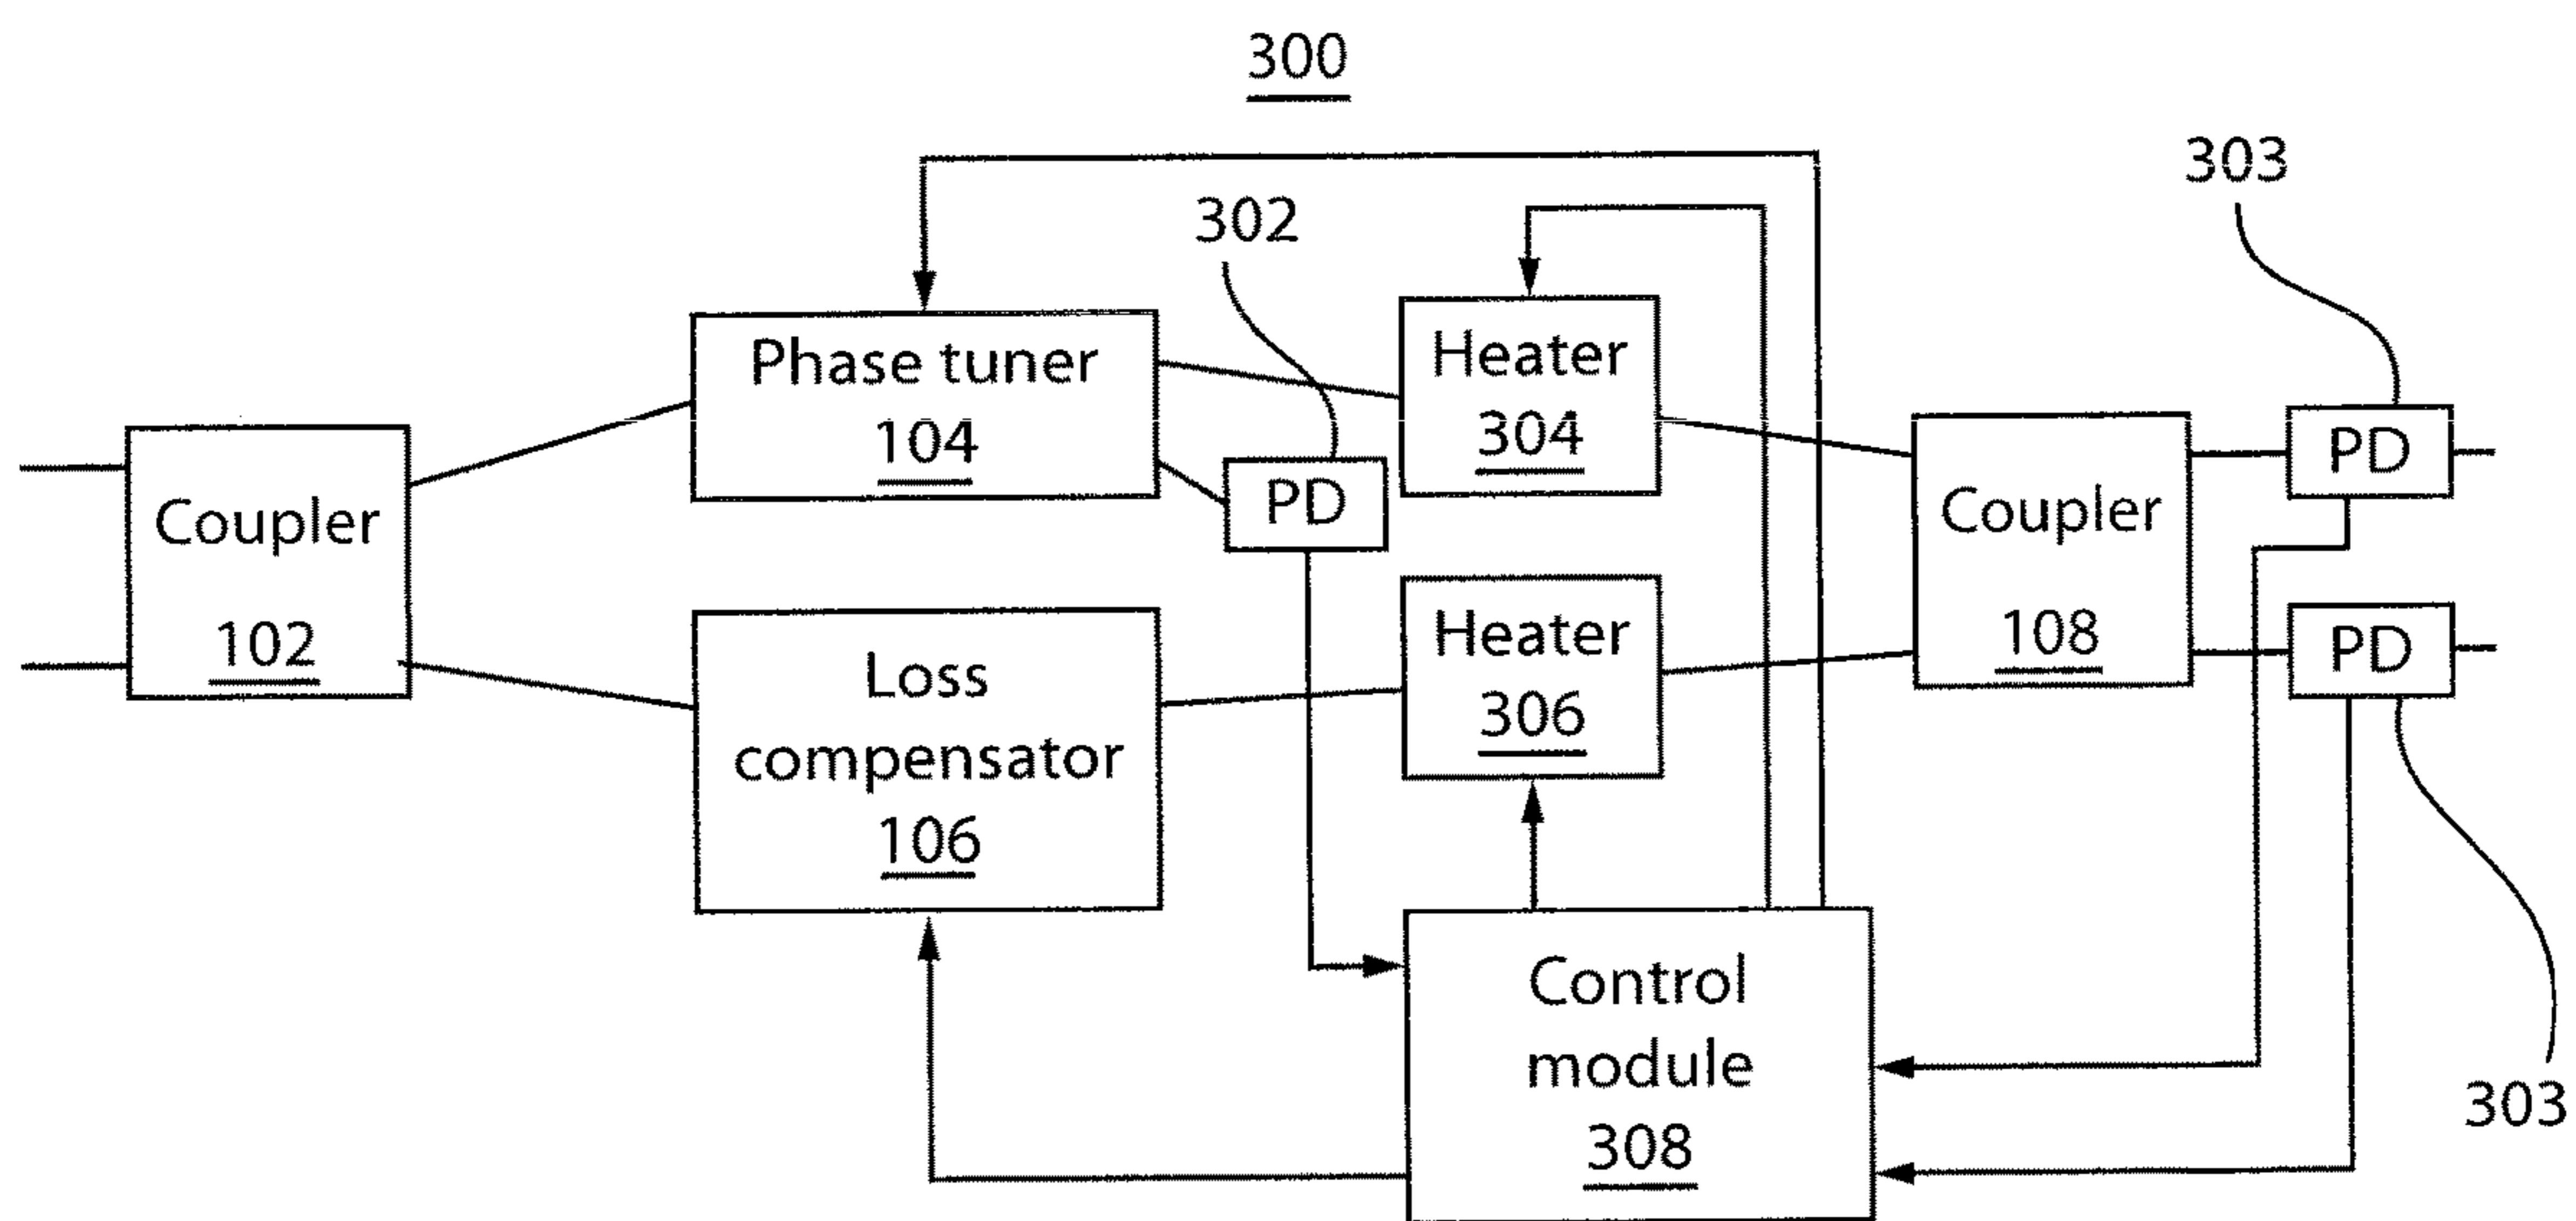 300
303
302
Phase tuner
104
Heater
304
PD
PD
Coupler
102
Coupler
108
Loss
compensator
106
Heater
306
PD
Control
module
308
303